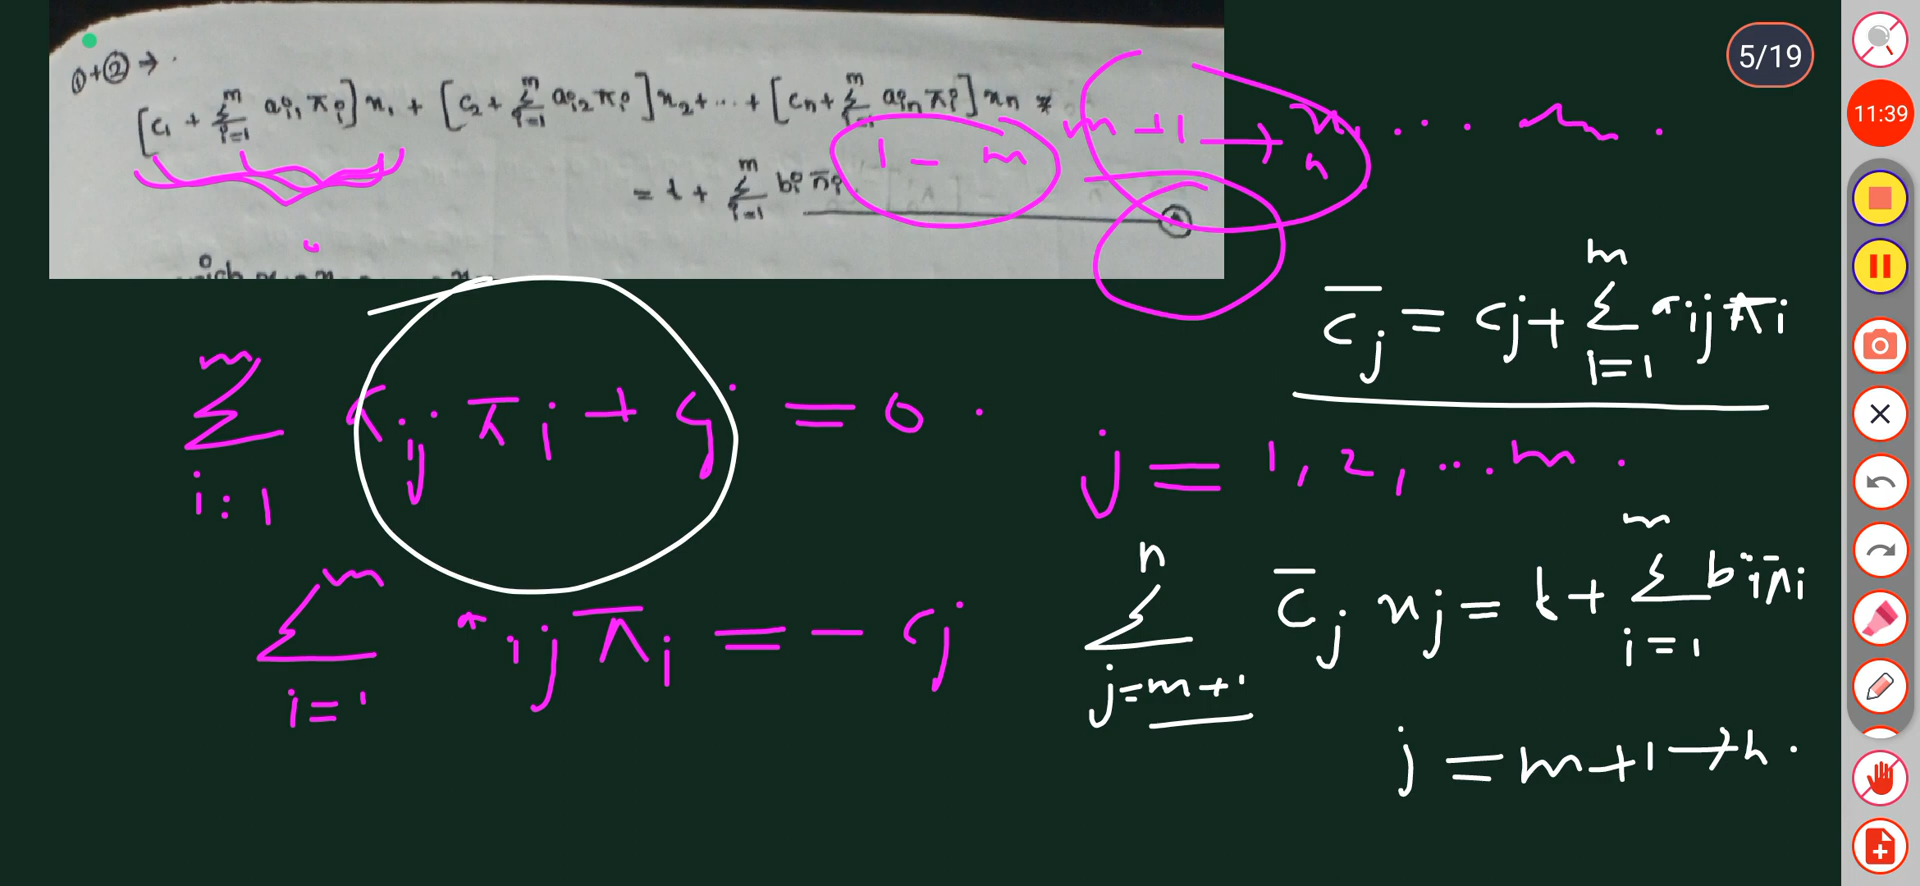 ①+② →
[c₁ + Σᵢ₌₁ᵐ aᵢ₁ πᵢ] x₁ + [c₂ + Σᵢ₌₁ᵐ aᵢ₂ πᵢ] x₂ + ... + [cₙ + Σᵢ₌₁ᵐ aᵢₙ πᵢ] xₙ
1 - m
m+1 → n
= t + Σᵢ₌₁ᵐ bᵢ πᵢ
c̄ⱼ = cⱼ + Σᵢ₌₁ᵐ aᵢⱼ πᵢ
Σᵢ₌₁ᵐ aᵢⱼ πᵢ + cⱼ = 0 .
j = 1, 2, ... m .
Σᵢ₌₁ᵐ aᵢⱼ πᵢ = - cⱼ
Σⱼ₌ₘ₊₁ⁿ c̄ⱼ xⱼ = t + Σᵢ₌₁ᵐ bᵢ πᵢ
j = m+1 → n .
5/19
11:39